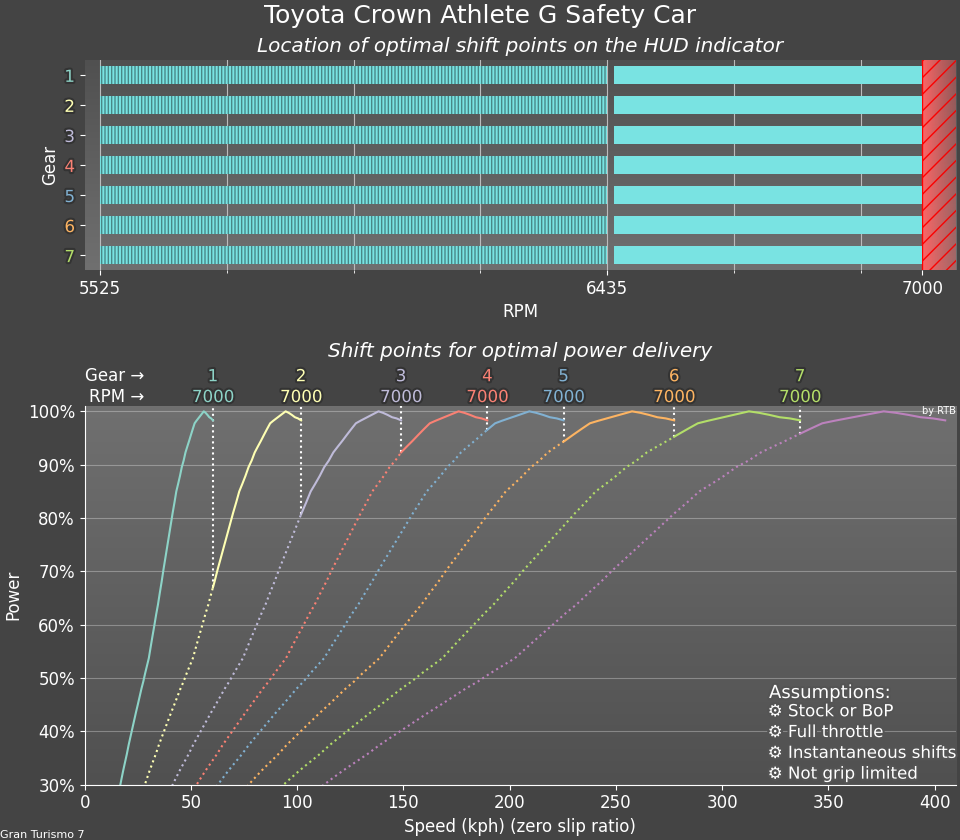 Toyota Crown Athlete G Safety Car
Location of optimal shift points on the HUD indicator
Gear
1
2
3
4
5
6
7
5525 6435 7000
RPM
Shift points for optimal power delivery
Gear → 1 2 3 4 5 6 7
RPM → 7000 7000 7000 7000 7000 7000 7000
by RTB
Power
100%
90%
80%
70%
60%
50%
40%
30%
Assumptions:
⚙ Stock or BoP
⚙ Full throttle
⚙ Instantaneous shifts
⚙ Not grip limited
0 50 100 150 200 250 300 350 400
Speed (kph) (zero slip ratio)
Gran Turismo 7